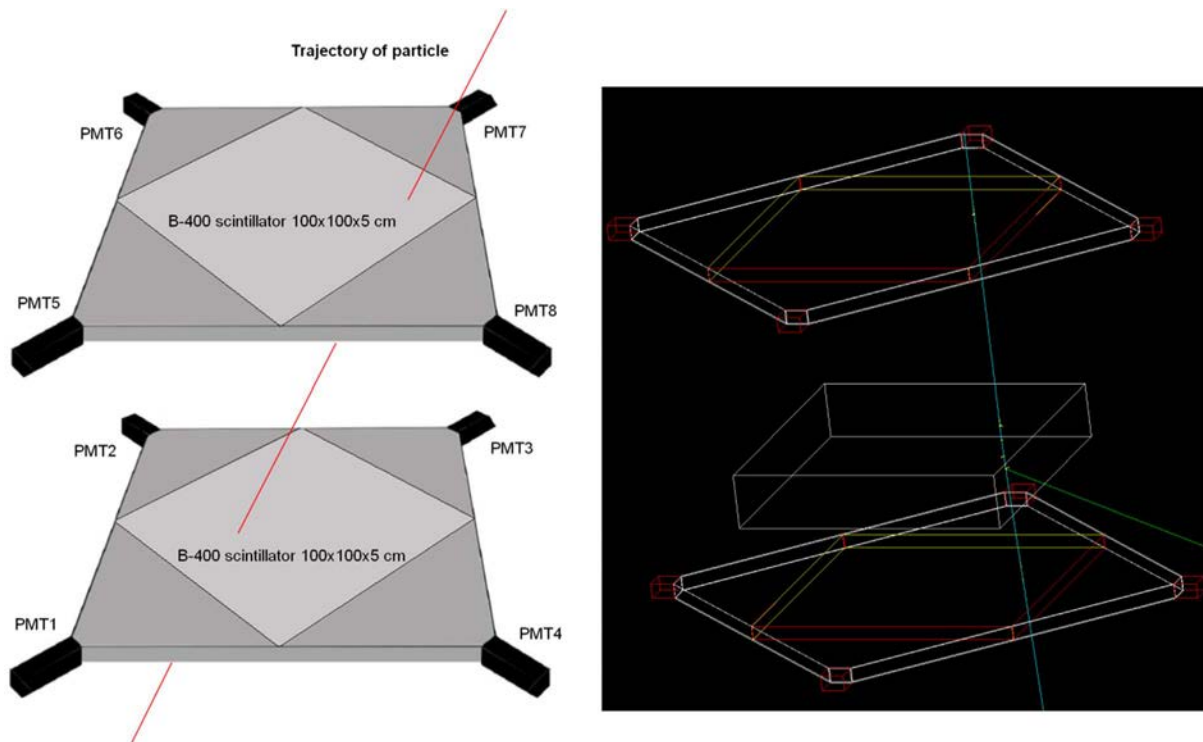 Trajectory of particle
PMT6
PMT7
B-400 scintillator 100x100x5 cm
PMT5
PMT8
PMT2
PMT3
B-400 scintillator 100x100x5 cm
PMT1
PMT4